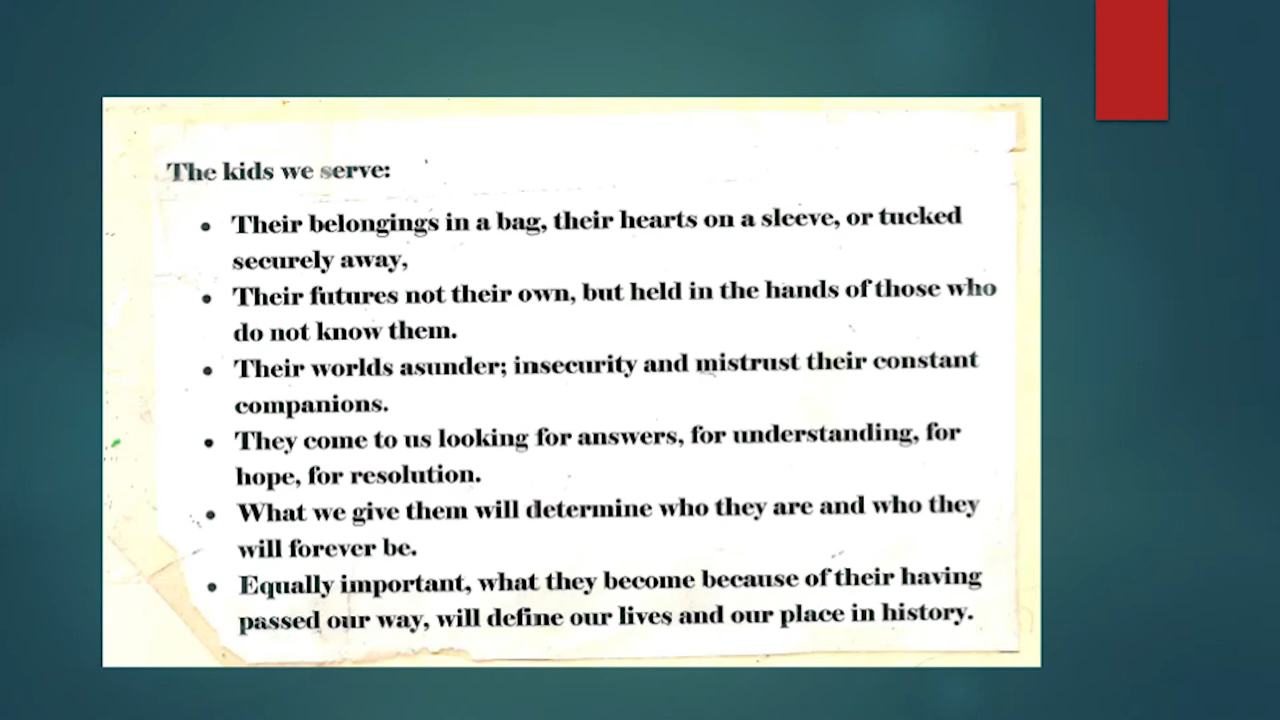 The kids we serve:
• Their belongings in a bag, their hearts on a sleeve, or tucked
securely away,
• Their futures not their own, but held in the hands of those who
do not know them.
• Their worlds asunder; insecurity and mistrust their constant
companions.
• They come to us looking for answers, for understanding, for
hope, for resolution.
• What we give them will determine who they are and who they
will forever be.
• Equally important, what they become because of their having
passed our way, will define our lives and our place in history.